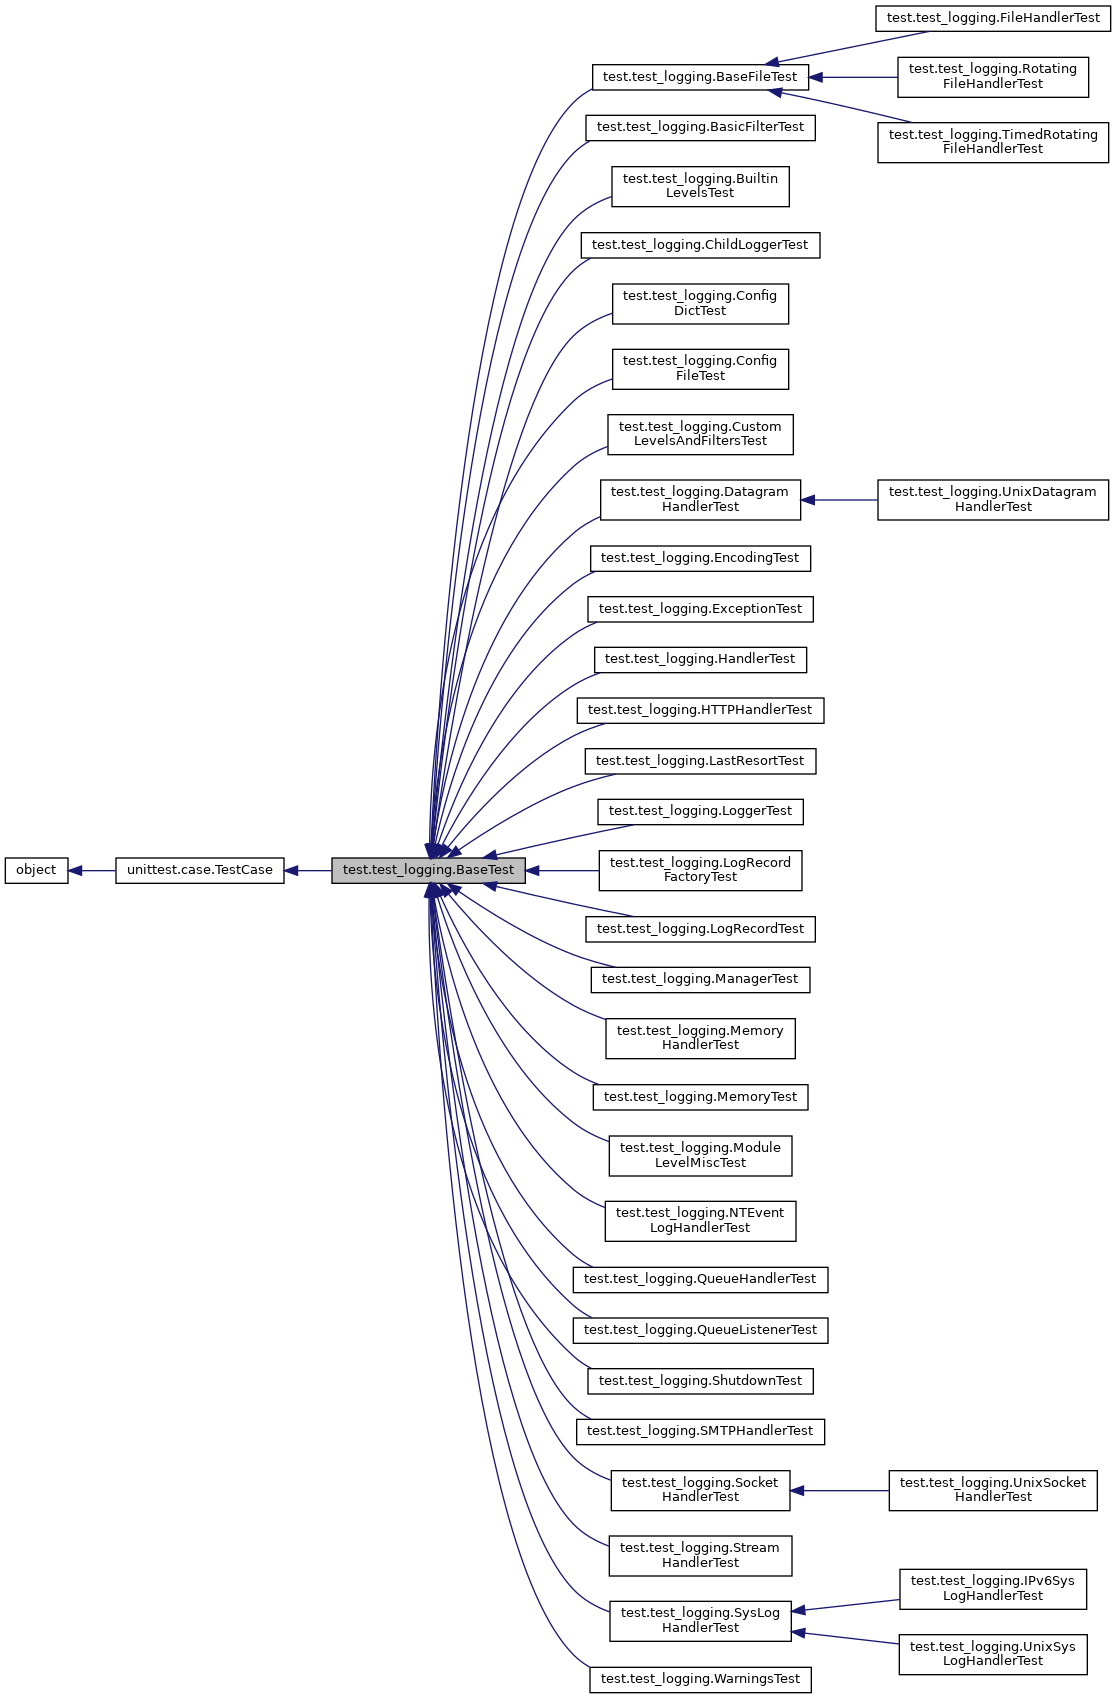 test.test_logging.FileHandlerTest
test.test_logging.BaseFileTest
test.test_logging.Rotating
FileHandlerTest
test.test_logging.TimedRotating
FileHandlerTest
test.test_logging.BasicFilterTest
test.test_logging.Builtin
LevelsTest
test.test_logging.ChildLoggerTest
test.test_logging.Config
DictTest
test.test_logging.Config
FileTest
test.test_logging.Custom
LevelsAndFiltersTest
test.test_logging.Datagram
HandlerTest
test.test_logging.UnixDatagram
HandlerTest
test.test_logging.EncodingTest
test.test_logging.ExceptionTest
test.test_logging.HandlerTest
test.test_logging.HTTPHandlerTest
test.test_logging.LastResortTest
test.test_logging.LoggerTest
object
unittest.case.TestCase
test.test_logging.BaseTest
test.test_logging.LogRecord
FactoryTest
test.test_logging.LogRecordTest
test.test_logging.ManagerTest
test.test_logging.Memory
HandlerTest
test.test_logging.MemoryTest
test.test_logging.Module
LevelMiscTest
test.test_logging.NTEvent
LogHandlerTest
test.test_logging.QueueHandlerTest
test.test_logging.QueueListenerTest
test.test_logging.ShutdownTest
test.test_logging.SMTPHandlerTest
test.test_logging.Socket
HandlerTest
test.test_logging.UnixSocket
HandlerTest
test.test_logging.Stream
HandlerTest
test.test_logging.IPv6Sys
LogHandlerTest
test.test_logging.SysLog
HandlerTest
test.test_logging.UnixSys
LogHandlerTest
test.test_logging.WarningsTest